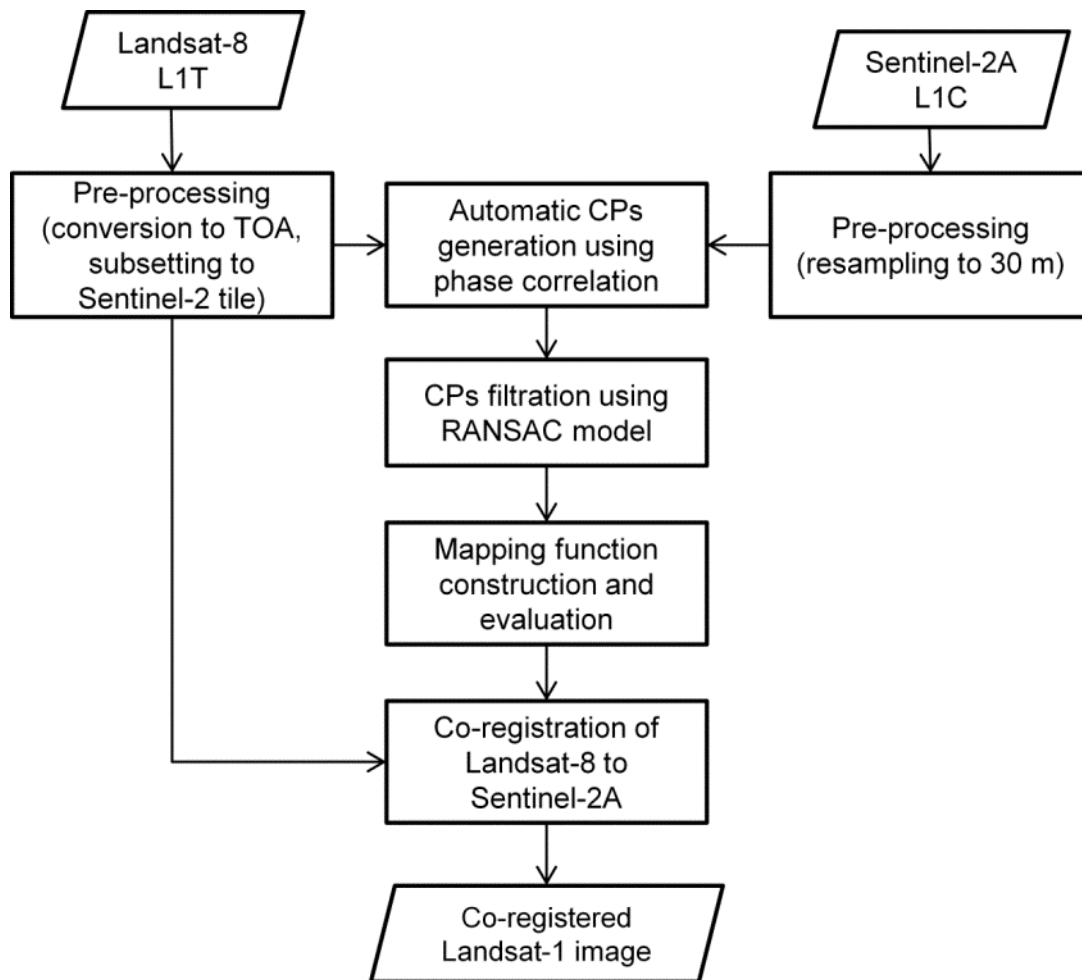 Landsat-8
L1T
Sentinel-2A
L1C
Pre-processing
(conversion to TOA,
subsetting to
Sentinel-2 tile)
Automatic CPs
generation using
phase correlation
Pre-processing
(resampling to 30 m)
CPs filtration using
RANSAC model
Mapping function
construction and
evaluation
Co-registration of
Landsat-8 to
Sentinel-2A
Co-registered
Landsat-1 image